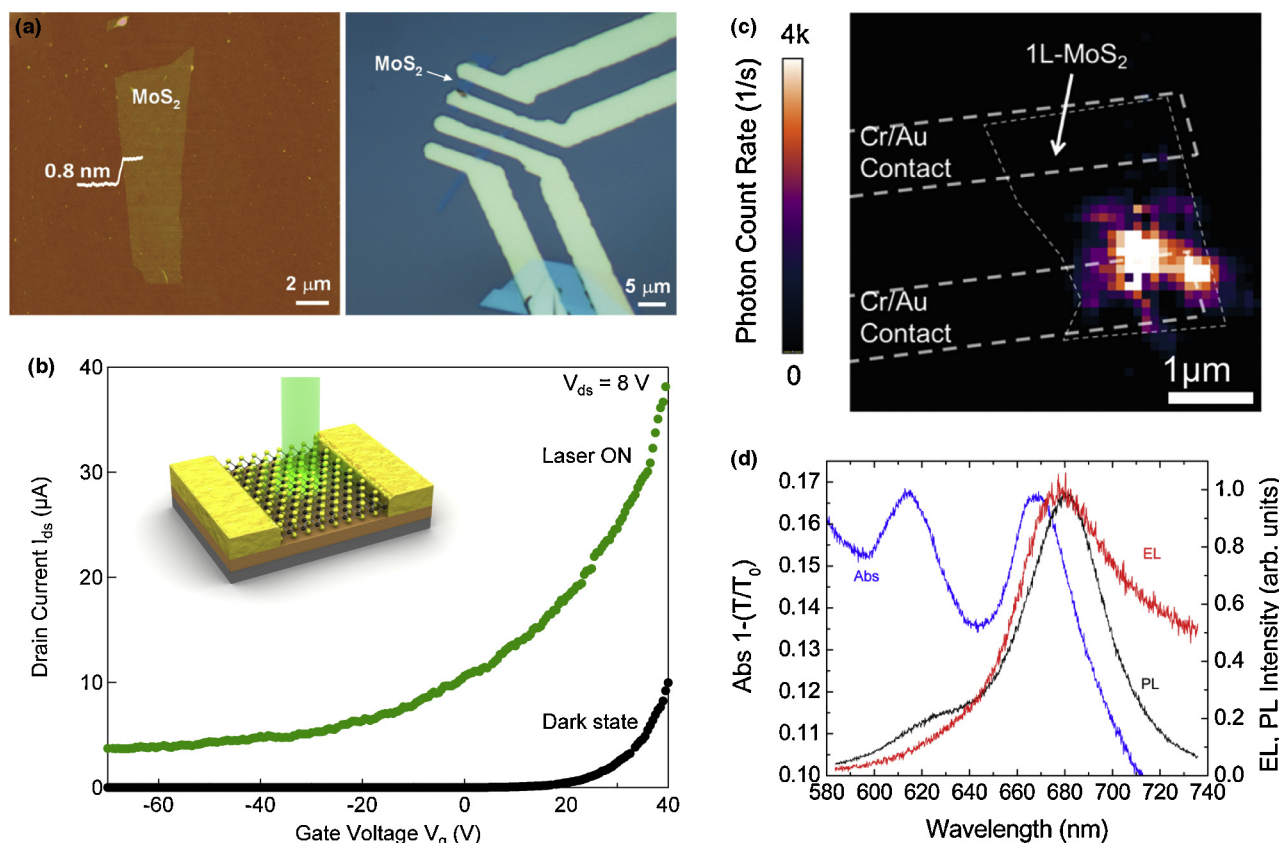 (a)
MoS₂
0.8 nm
2 μm
MoS₂
5 μm
(b)
40
30
20
10
0
Drain Current I_ds (μA)
V_ds = 8 V
Laser ON
Dark state
-60
-40
-20
0
20
40
Gate Voltage V_g (V)
(c)
4k
0
Photon Count Rate (1/s)
1L-MoS₂
Cr/Au
Contact
Cr/Au
Contact
1μm
(d)
0.17
0.16
0.15
0.14
0.13
0.12
0.11
0.10
Abs 1-(T/T₀)
Abs
EL
PL
1.0
0.8
0.6
0.4
0.2
0.0
EL, PL Intensity (arb. units)
580
600
620
640
660
680
700
720
740
Wavelength (nm)